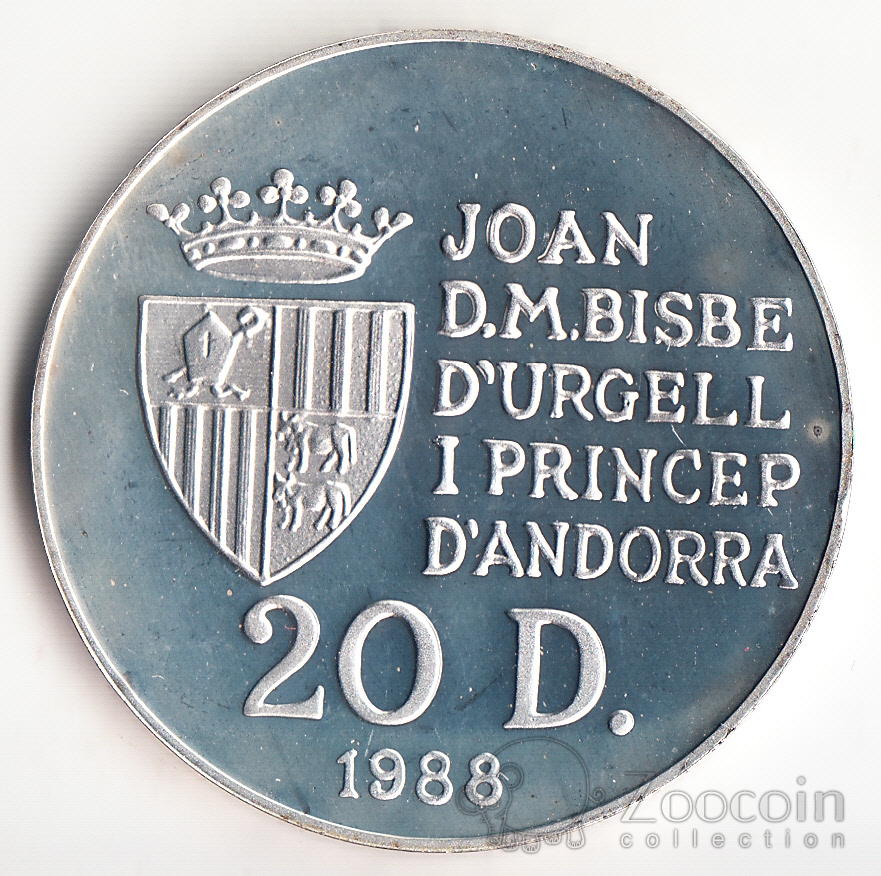 JOAN
D.M.BISBE
D'URGELL
I PRINCEP
D'ANDORRA
20 D.
1988
Zoocoin
collection